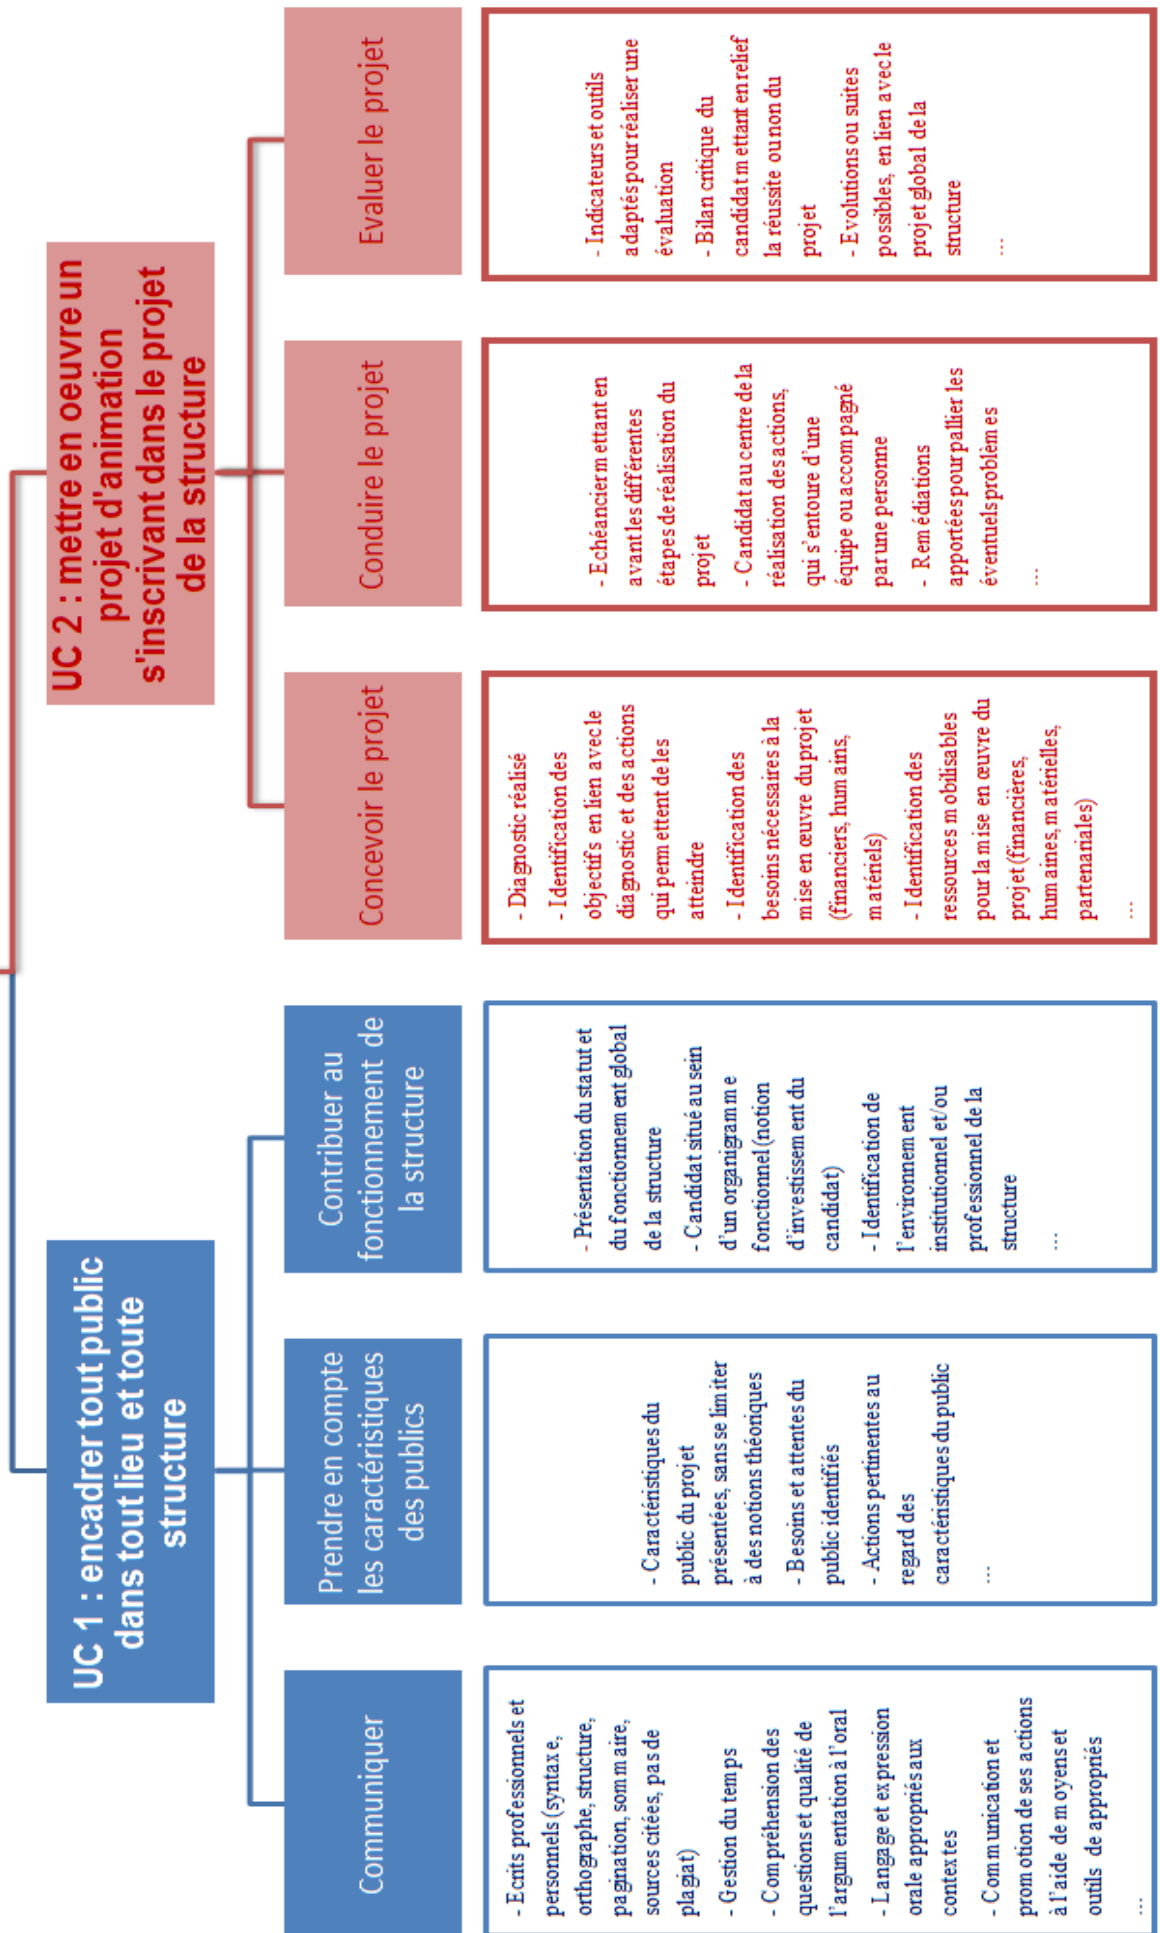 UC 1 : encadrer tout public
dans tout lieu et toute
structure
Communiquer
- Ecrits professionnels et
personnels (syntaxe,
orthographe, structure,
pagination, sommaire,
sources citées, pas de
plagiat)
- Gestion du temps
- Compréhension des
questions et qualité de
l'argumentation à l'oral
- Langage et expression
orale appropriés aux
contextes
- Communication et
promotion de ses actions
à l'aide de moyens et
outils de appropriés
...
Prendre en compte
les caractéristiques
des publics
- Caractéristiques du
public du projet
présentées, sans se limiter
à des notions théoriques
- Besoins et attentes du
public identifiés
- Actions pertinentes au
regard des
caractéristiques du public
...
Contribuer au
fonctionnement de
la structure
- Présentation du statut et
du fonctionnement global
de la structure
- Candidat situé au sein
d'un organigramme
fonctionnel (notion
d'investissement du
candidat)
- Identification de
l'environnement
institutionnel et/ou
professionnel de la
structure
...
UC 2 : mettre en oeuvre un
projet d'animation
s'inscrivant dans le projet
de la structure
Concevoir le projet
- Diagnostic réalisé
- Identification des
objectifs en lien avec le
diagnostic et des actions
qui permettent de les
atteindre
- Identification des
besoins nécessaires à la
mise en œuvre du projet
(financiers, humains,
matériels)
- Identification des
ressources mobilisables
pour la mise en œuvre du
projet (financières,
humaines, matérielles,
partenariales)
...
Conduire le projet
- Echéancier mettant en
avant les différentes
étapes de réalisation du
projet
- Candidat au centre de la
réalisation des actions,
qui s'entoure d'une
équipe ou accompagné
par une personne
- Remédiations
apportées pour pallier les
éventuels problèmes
...
Evaluer le projet
- Indicateurs et outils
adaptés pour réaliser une
évaluation
- Bilan critique du
candidat mettant en relief
la réussite ou non du
projet
- Evolutions ou suites
possibles, en lien avec le
projet global de la
structure
...